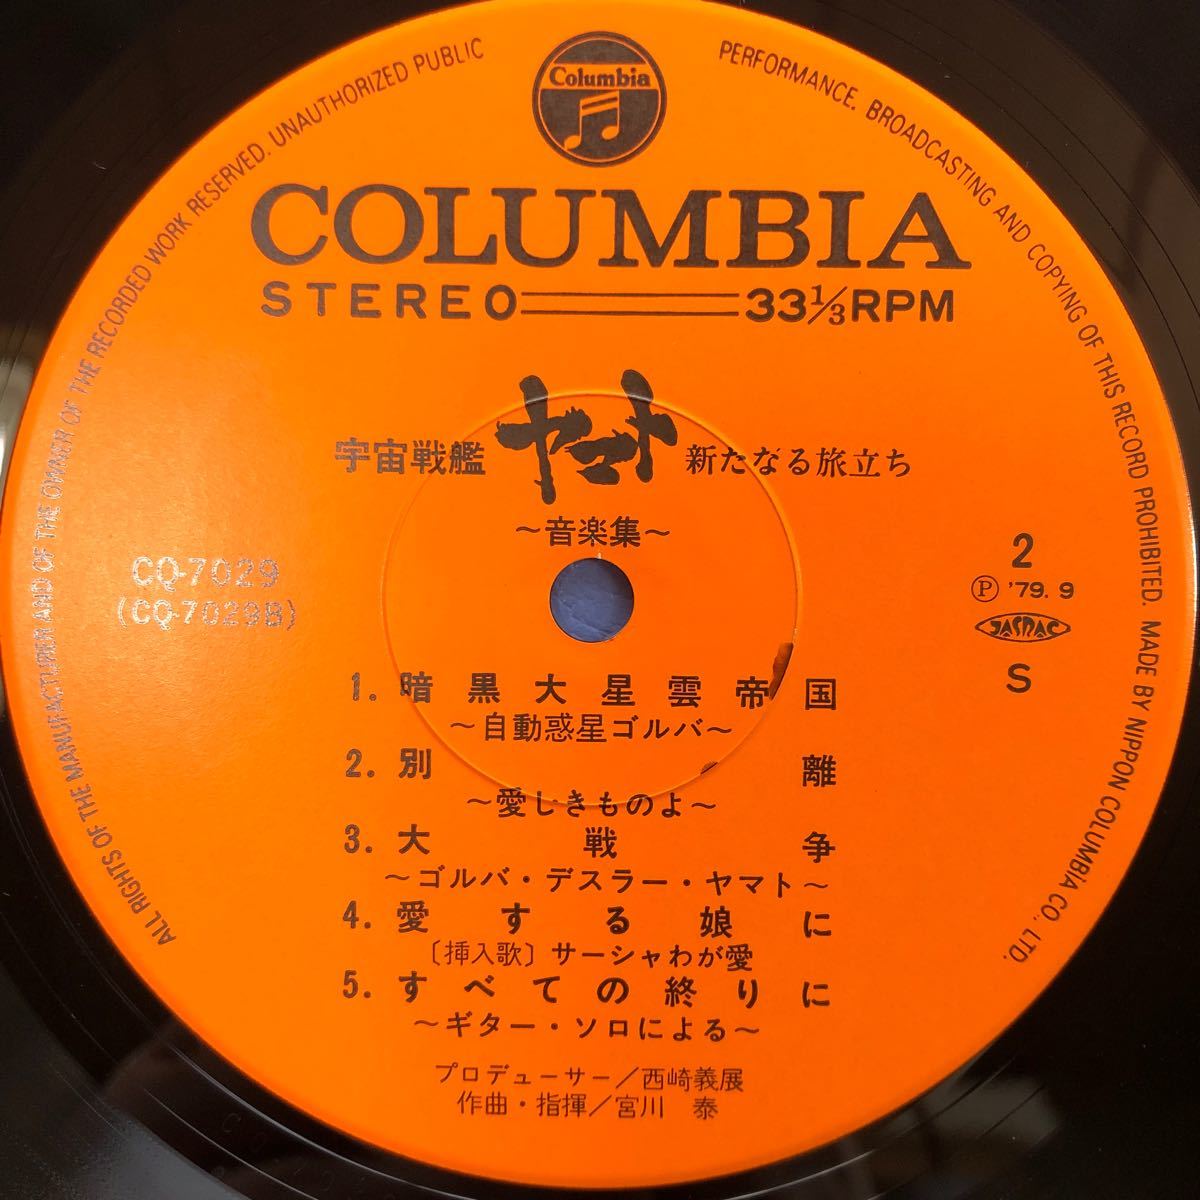 ALL RIGHTS OF THE MANUFACTURER AND OF THE OWNER OF THE RECORDED WORK RESERVED. UNAUTHORIZED PUBLIC PERFORMANCE. BROADCASTING AND COPYING OF THIS RECORD PROHIBITED. MADE BY NIPPON COLUMBIA CO., LTD.
Columbia
COLUMBIA
STEREO 33 1/3 RPM
宇宙戦艦 ヤマト 新たなる旅立ち
〜音楽集〜
CQ-7029
(CQ-7029B)
2
Ⓟ '79. 9
JASRAC
S
1. 暗黒大星雲帝国
〜自動惑星ゴルバ〜
2. 別離
〜愛しきものよ〜
3. 大戦争
〜ゴルバ・デスラー・ヤマト〜
4. 愛する娘に
〔挿入歌〕サーシャわが愛
5. すべての終りに
〜ギター・ソロによる〜
プロデューサー/西崎義展
作曲・指揮/宮川 泰